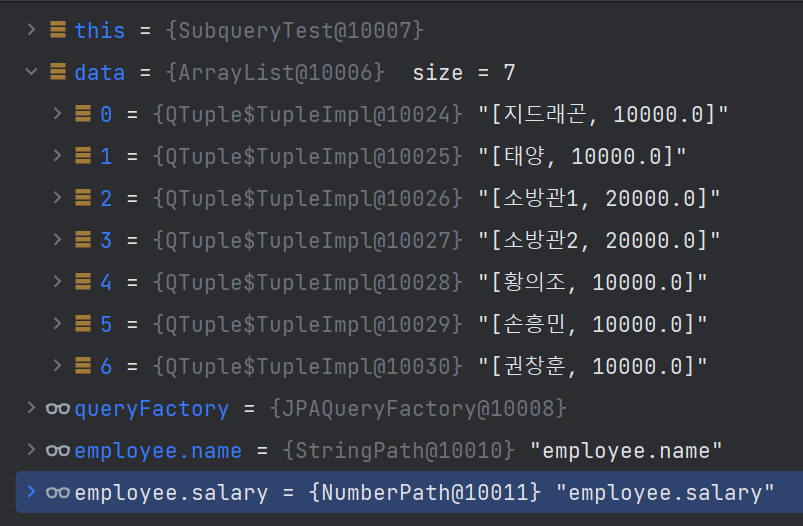 this = {SubqueryTest@10007}
data = {ArrayList@10006} size = 7
0 = {QTuple$TupleImpl@10024} "[지드래곤, 10000.0]"
1 = {QTuple$TupleImpl@10025} "[태양, 10000.0]"
2 = {QTuple$TupleImpl@10026} "[소방관1, 20000.0]"
3 = {QTuple$TupleImpl@10027} "[소방관2, 20000.0]"
4 = {QTuple$TupleImpl@10028} "[황의조, 10000.0]"
5 = {QTuple$TupleImpl@10029} "[손흥민, 10000.0]"
6 = {QTuple$TupleImpl@10030} "[권창훈, 10000.0]"
queryFactory = {JPAQueryFactory@10008}
employee.name = {StringPath@10010} "employee.name"
employee.salary = {NumberPath@10011} "employee.salary"